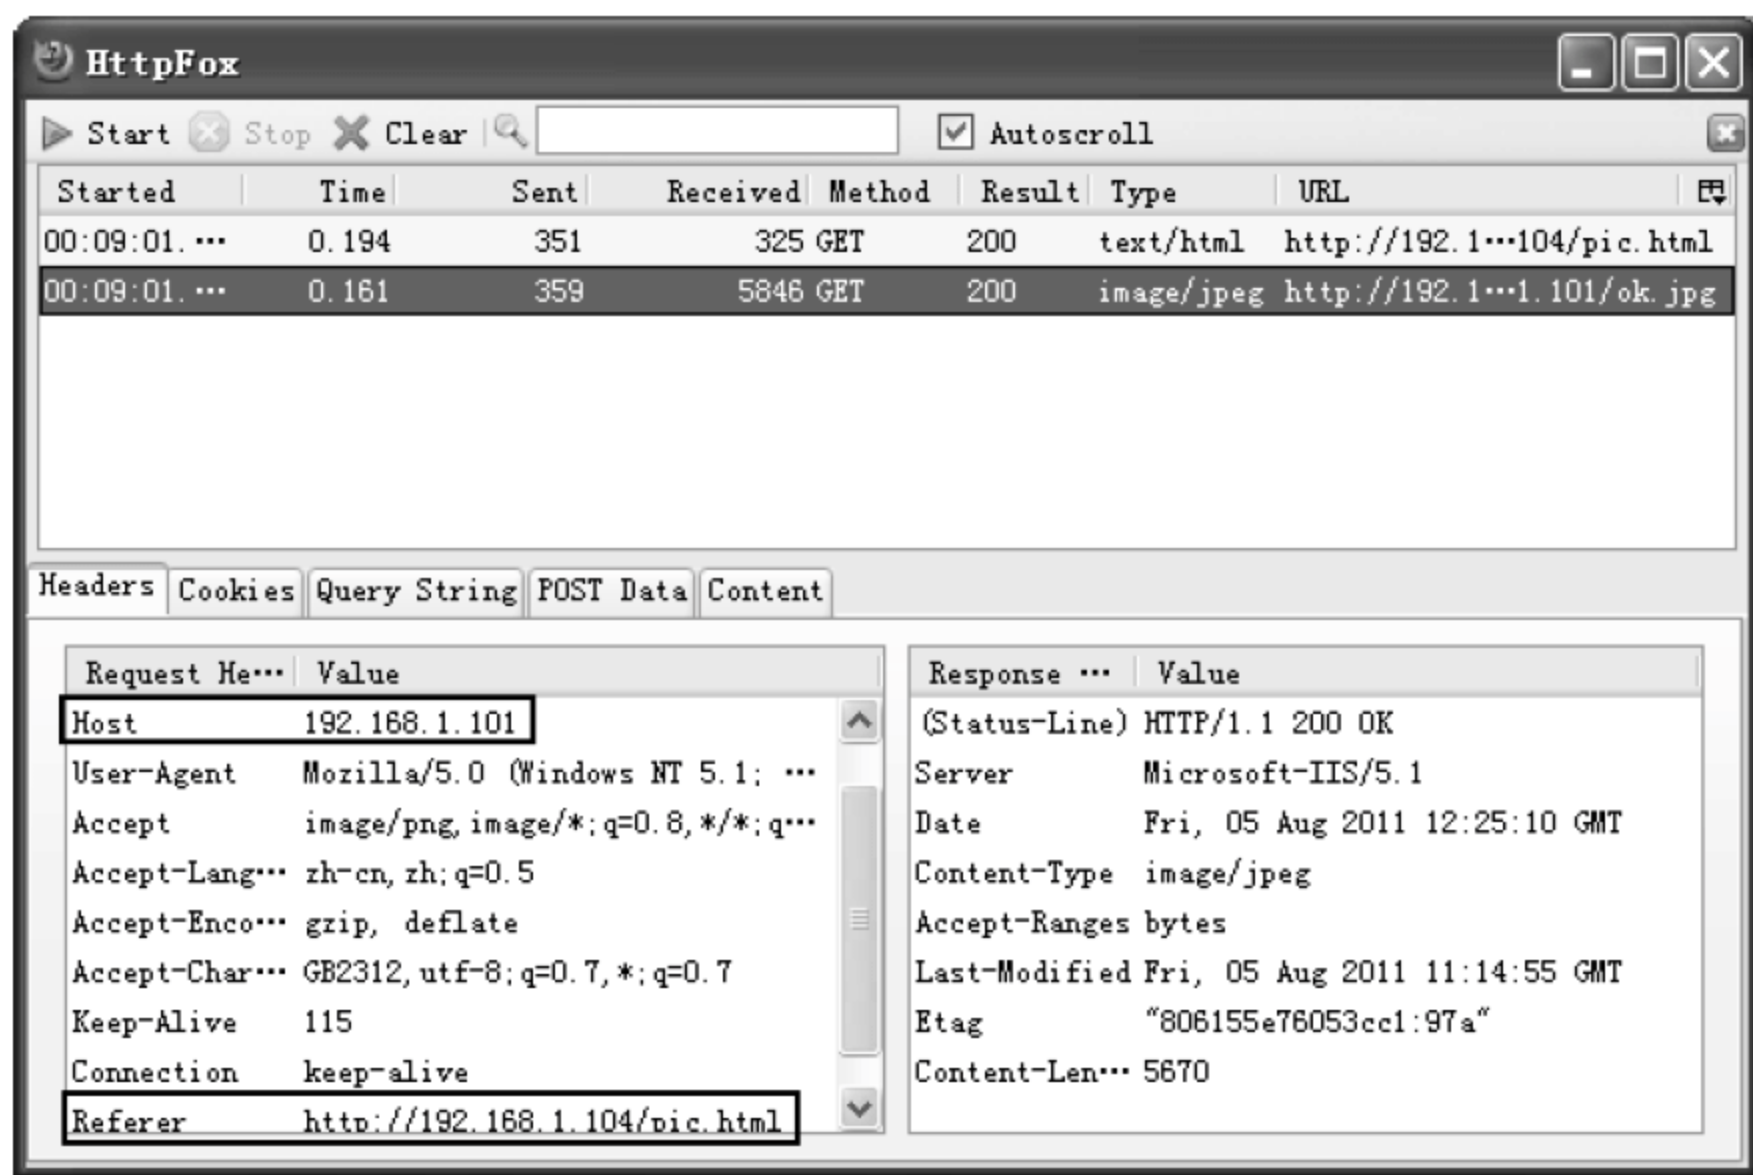 HttpFox
Start Stop Clear Autoscroll
Started Time Sent Received Method Result Type URL
00:09:01. ··· 0.194 351 325 GET 200 text/html http://192.1···104/pic.html
00:09:01. ··· 0.161 359 5846 GET 200 image/jpeg http://192.1···1.101/ok.jpg
Headers Cookies Query String POST Data Content
Request He··· Value Response ··· Value
Host 192.168.1.101 (Status-Line) HTTP/1.1 200 OK
User-Agent Mozilla/5.0 (Windows NT 5.1; ··· Server Microsoft-IIS/5.1
Accept image/png,image/*;q=0.8,*/*;q··· Date Fri, 05 Aug 2011 12:25:10 GMT
Accept-Lang··· zh-cn,zh;q=0.5 Content-Type image/jpeg
Accept-Enco··· gzip, deflate Accept-Ranges bytes
Accept-Char··· GB2312,utf-8;q=0.7,*;q=0.7 Last-Modified Fri, 05 Aug 2011 11:14:55 GMT
Keep-Alive 115 Etag "806155e76053cc1:97a"
Connection keep-alive Content-Len··· 5670
Referer http://192.168.1.104/pic.html